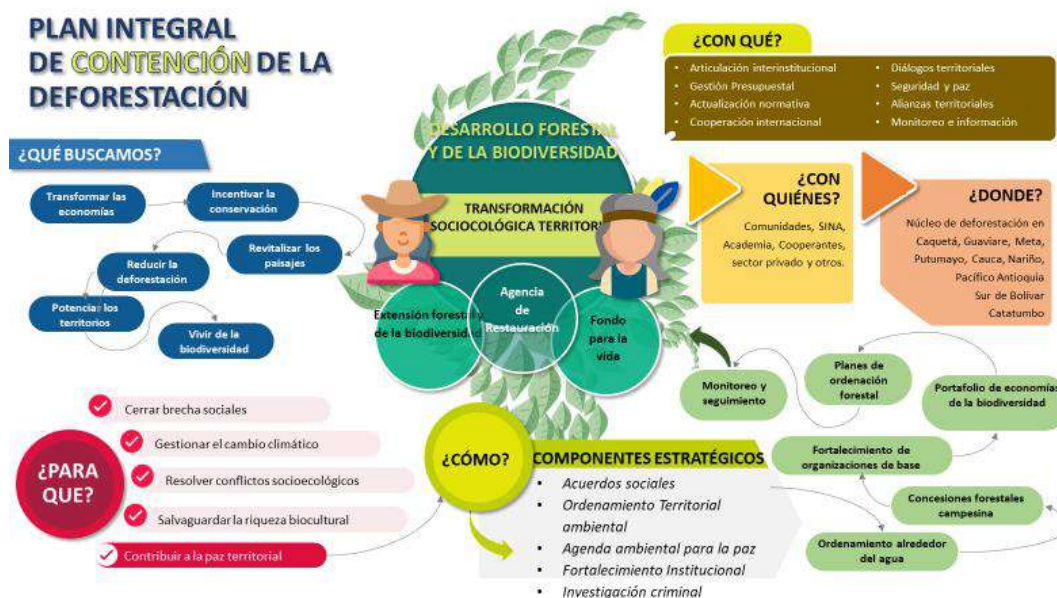 PLAN INTEGRAL
DE CONTENCIÓN DE LA
DEFORESTACIÓN
¿QUÉ BUSCAMOS?
Transformar las
economías
Incentivar la
conservación
Revitalizar los
paisajes
Reducir la
deforestación
Potenciar los
territorios
Vivir de la
biodiversidad
DESARROLLO FORESTAL
Y DE LA BIODIVERSIDAD
TRANSFORMACIÓN
SOCIOCOLÓGICA TERRITORI
Extensión forestal y
de la biodiversidad
Agencia
de
Restauración
Fondo
para la
vida
¿CON QUÉ?
• Articulación interinstitucional
• Gestión Presupuestal
• Actualización normativa
• Cooperación internacional
• Diálogos territoriales
• Seguridad y paz
• Alianzas territoriales
• Monitoreo e información
¿CON
QUIÉNES?
Comunidades, SINA,
Academia, Cooperantes,
sector privado y otros.
¿DONDE?
Núcleo de deforestación en
Caquetá, Guaviare, Meta,
Putumayo, Cauca, Nariño,
Pacífico Antioquia
Sur de Bolívar
Catatumbo
¿PARA
QUE?
Cerrar brecha sociales
Gestionar el cambio climático
Resolver conflictos socioecológicos
Salvaguardar la riqueza biocultural
Contribuir a la paz territorial
¿CÓMO?
COMPONENTES ESTRATÉGICOS
• Acuerdos sociales
• Ordenamiento Territorial
ambiental
• Agenda ambiental para la paz
• Fortalecimiento Institucional
• Investigación criminal
Monitoreo y
seguimiento
Planes de
ordenación
forestal
Portafolio de economías
de la biodiversidad
Fortalecimiento de
organizaciones de base
Concesiones forestales
campesina
Ordenamiento alrededor
del agua